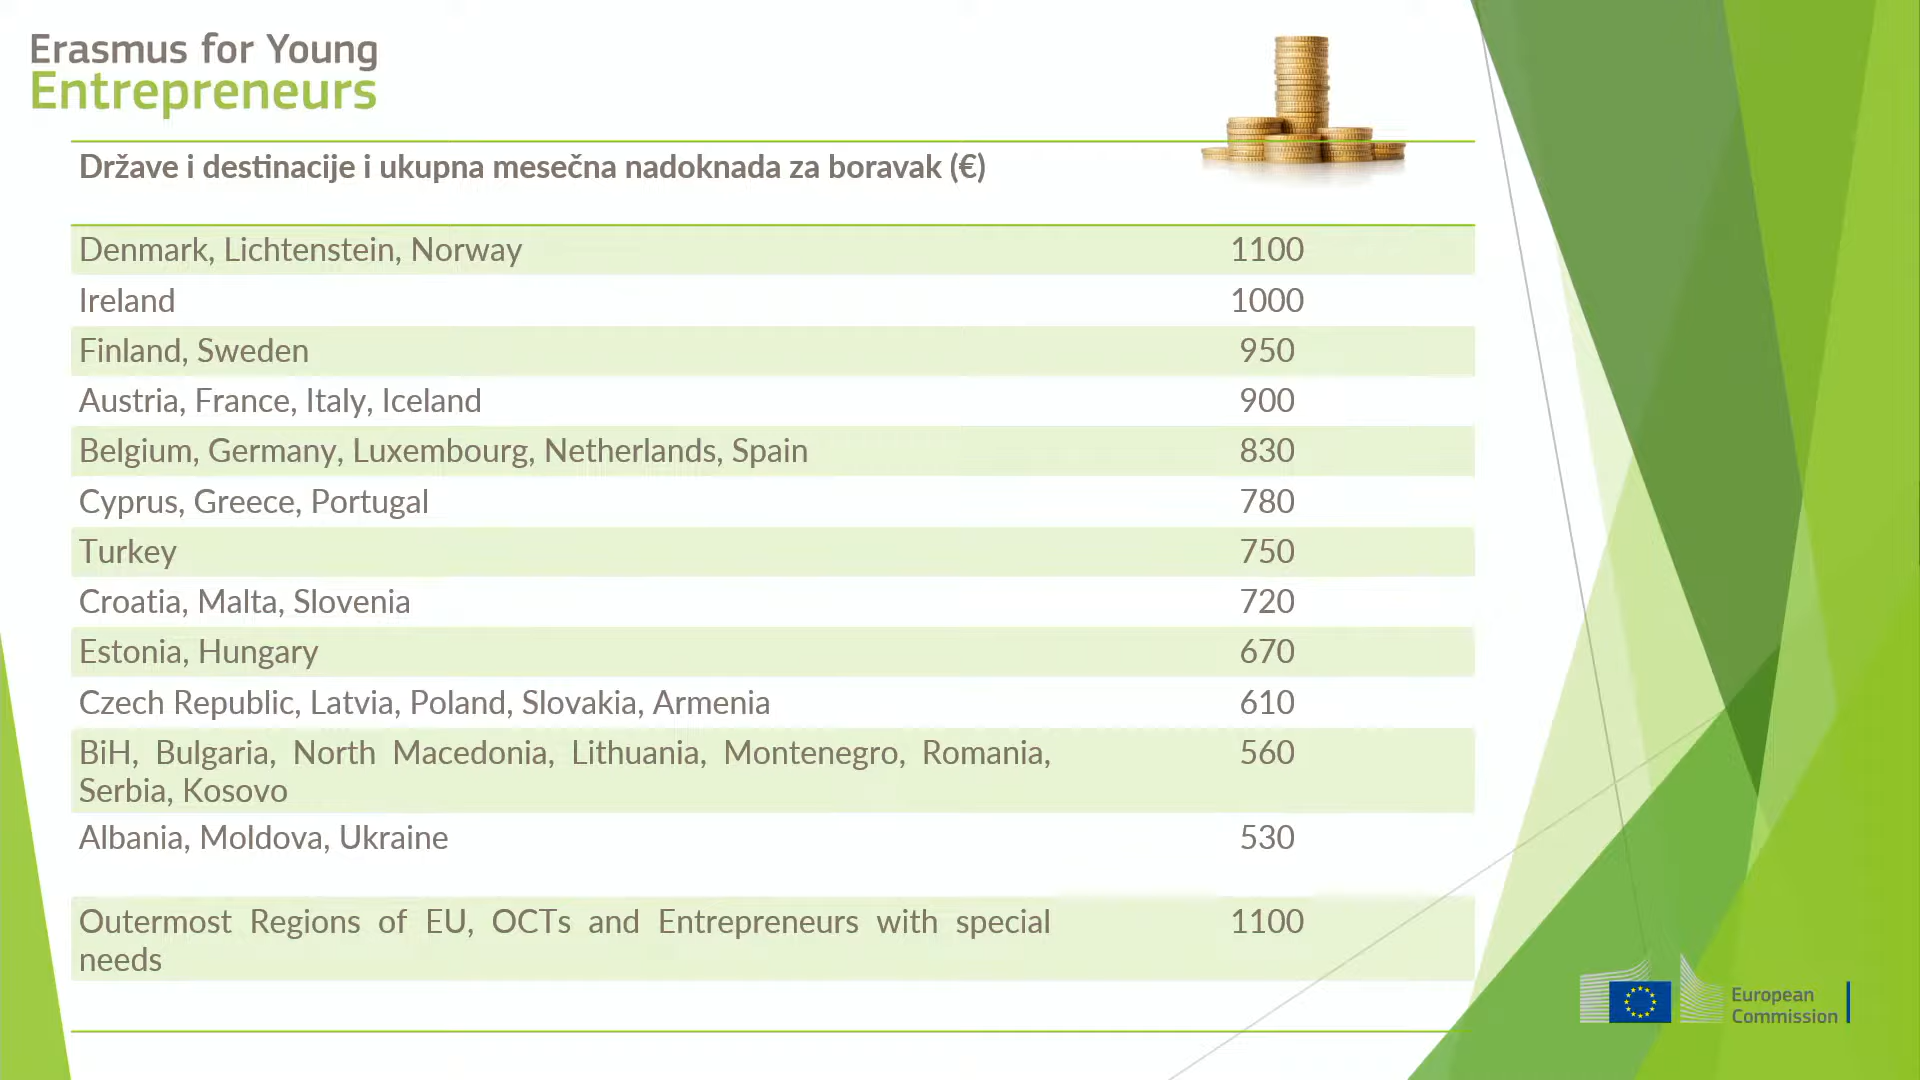 Erasmus for Young
Entrepreneurs
Države i destinacije i ukupna mesečna nadoknada za boravak (€)
Denmark, Lichtenstein, Norway 1100
Ireland 1000
Finland, Sweden 950
Austria, France, Italy, Iceland 900
Belgium, Germany, Luxembourg, Netherlands, Spain 830
Cyprus, Greece, Portugal 780
Turkey 750
Croatia, Malta, Slovenia 720
Estonia, Hungary 670
Czech Republic, Latvia, Poland, Slovakia, Armenia 610
BiH, Bulgaria, North Macedonia, Lithuania, Montenegro, Romania, 560
Serbia, Kosovo
Albania, Moldova, Ukraine 530
Outermost Regions of EU, OCTs and Entrepreneurs with special 1100
needs
European
Commission